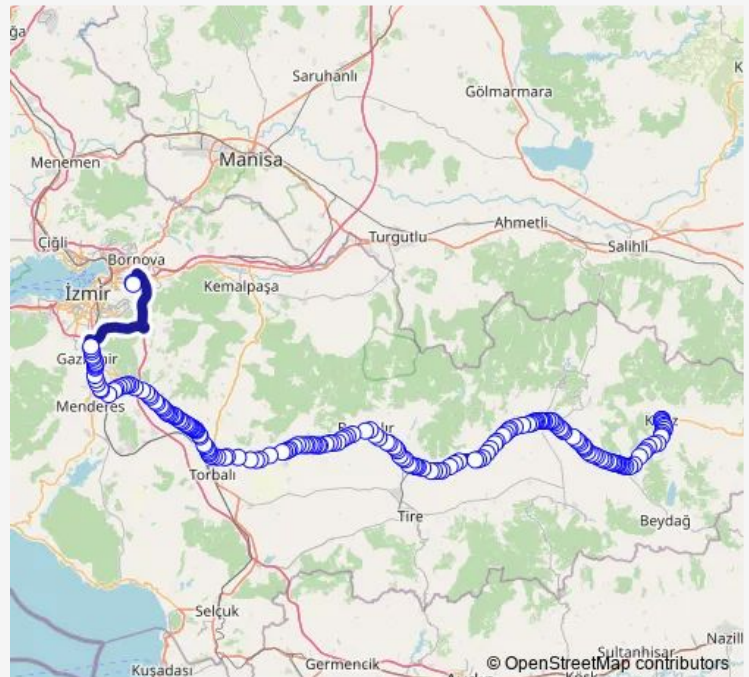 Saruhanlı
Gölmarmara
Menemen
Manisa
Çiğli
Bornova
Turgutlu
Ahmetli
Salihli
İzmir
Kemalpaşa
Menderes
Torbalı
Tire
Beydağ
Selçuk
Kuşadası
Germencik
Sultanhisar
Nazill
© OpenStreetMap contributors